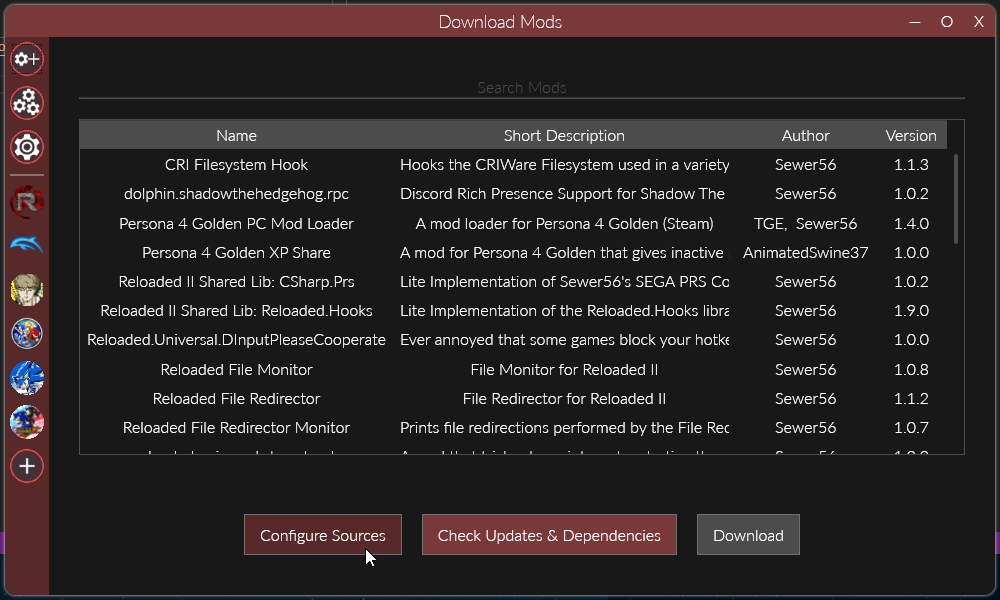 Download Mods
Search Mods
Name Short Description Author Version
CRI Filesystem Hook Hooks the CRIWare Filesystem used in a variety Sewer56 1.1.3
dolphin.shadowthehedgehog.rpc Discord Rich Presence Support for Shadow The Sewer56 1.0.2
Persona 4 Golden PC Mod Loader A mod loader for Persona 4 Golden (Steam) TGE, Sewer56 1.4.0
Persona 4 Golden XP Share A mod for Persona 4 Golden that gives inactive AnimatedSwine37 1.0.0
Reloaded II Shared Lib: CSharp.Prs Lite Implementation of Sewer56's SEGA PRS Co Sewer56 1.0.2
Reloaded II Shared Lib: Reloaded.Hooks Lite Implementation of the Reloaded.Hooks libra Sewer56 1.9.0
Reloaded.Universal.DInputPleaseCooperate Ever annoyed that some games block your hotke Sewer56 1.0.0
Reloaded File Monitor File Monitor for Reloaded II Sewer56 1.0.8
Reloaded File Redirector File Redirector for Reloaded II Sewer56 1.1.2
Reloaded File Redirector Monitor Prints file redirections performed by the File Rec Sewer56 1.0.7
Configure Sources Check Updates & Dependencies Download